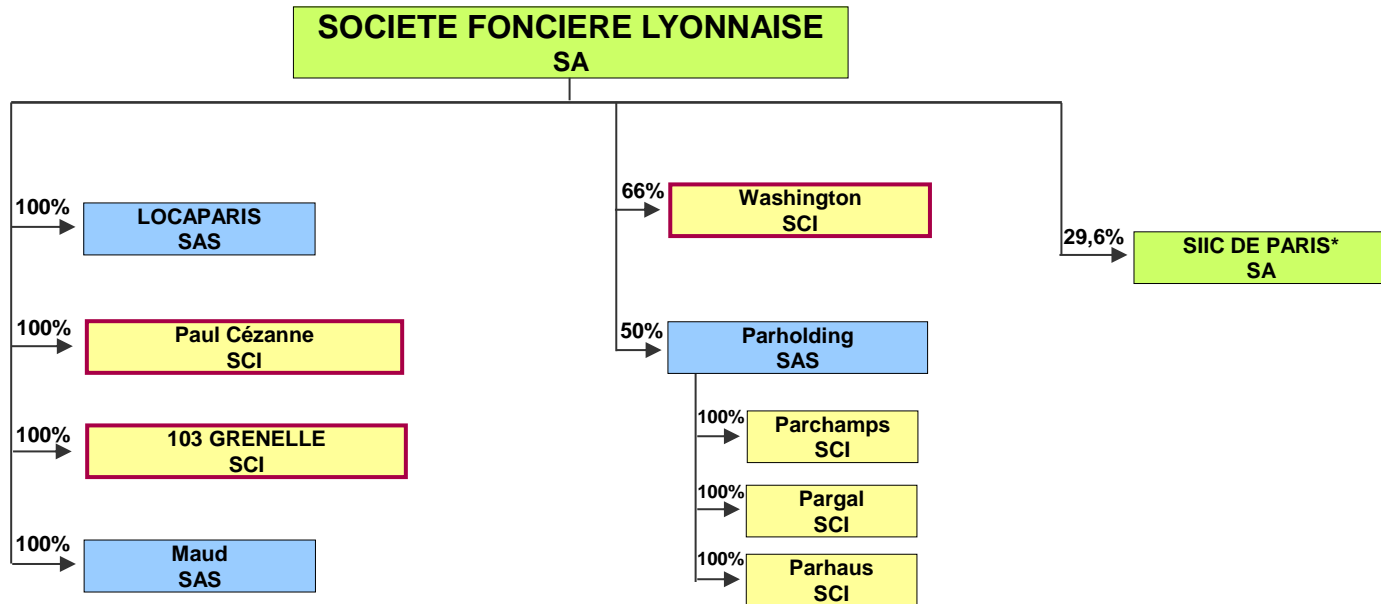 SOCIETE FONCIERE LYONNAISE
SA
100%
LOCAPARIS
SAS
100%
Paul Cézanne
SCI
100%
103 GRENELLE
SCI
100%
Maud
SAS
66%
Washington
SCI
50%
Parholding
SAS
100%
Parchamps
SCI
100%
Pargal
SCI
100%
Parhaus
SCI
29,6%
SIIC DE PARIS*
SA